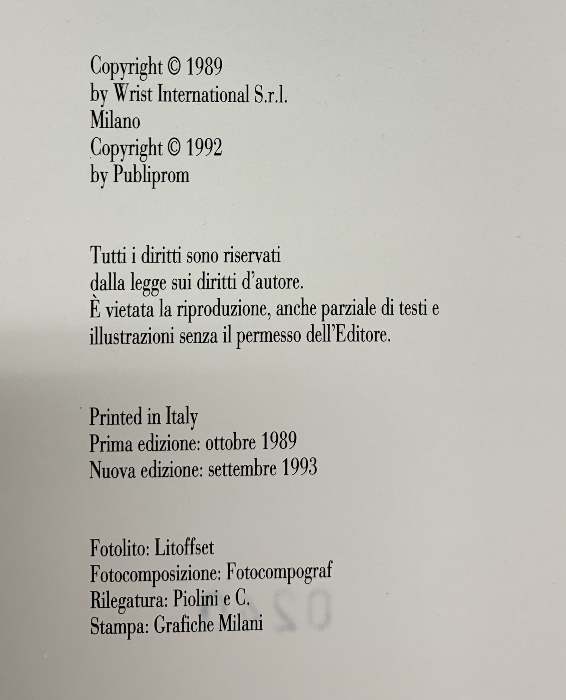 Copyright © 1989
by Wrist International S.r.l.
Milano
Copyright © 1992
by Publiprom
Tutti i diritti sono riservati
dalla legge sui diritti d'autore.
È vietata la riproduzione, anche parziale di testi e
illustrazioni senza il permesso dell'Editore.
Printed in Italy
Prima edizione: ottobre 1989
Nuova edizione: settembre 1993
Fotolito: Litoffset
Fotocomposizione: Fotocompograf
Rilegatura: Piolini e C.
Stampa: Grafiche Milani